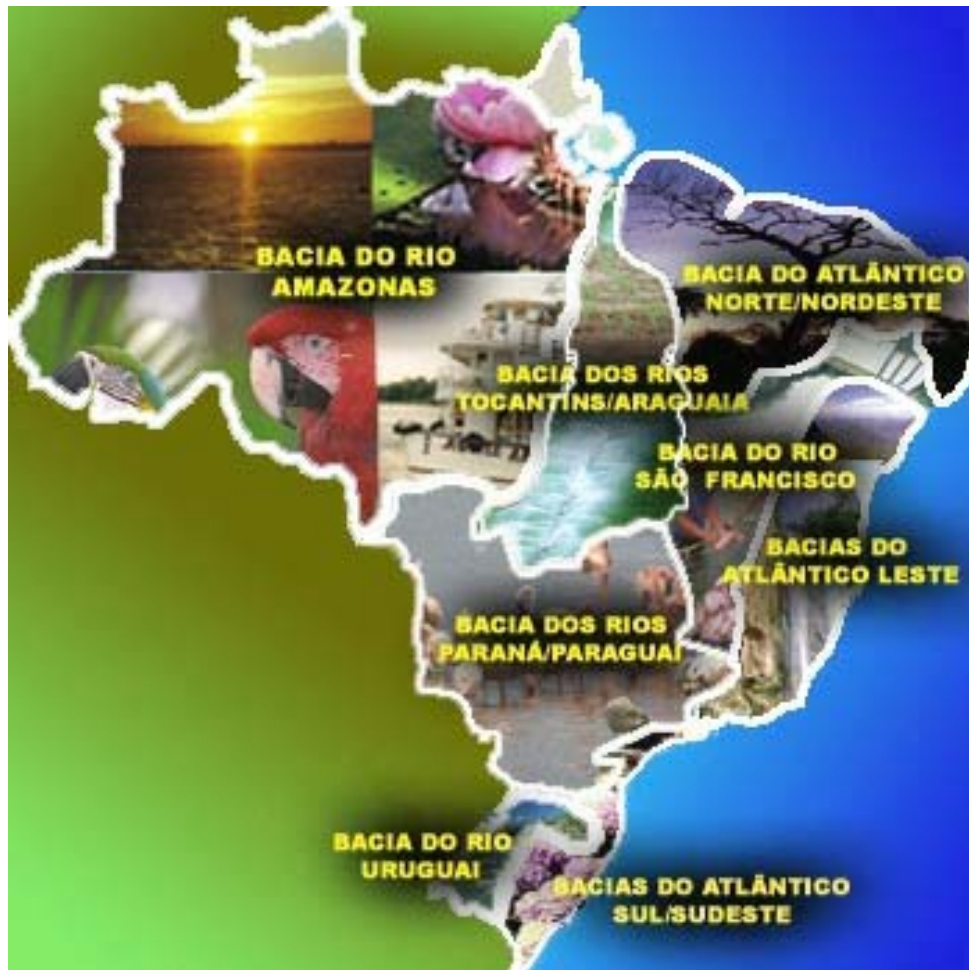 BACIA DO RIO
AMAZONAS
BACIA DO ATLÂNTICO
NORTE/NORDESTE
BACIA DOS RIOS
TOCANTINS/ARAGUAIA
BACIA DO RIO
SÃO FRANCISCO
BACIAS DO
ATLÂNTICO LESTE
BACIA DOS RIOS
PARANÁ/PARAGUAI
BACIA DO RIO
URUGUAI
BACIAS DO ATLÂNTICO
SUL/SUDESTE